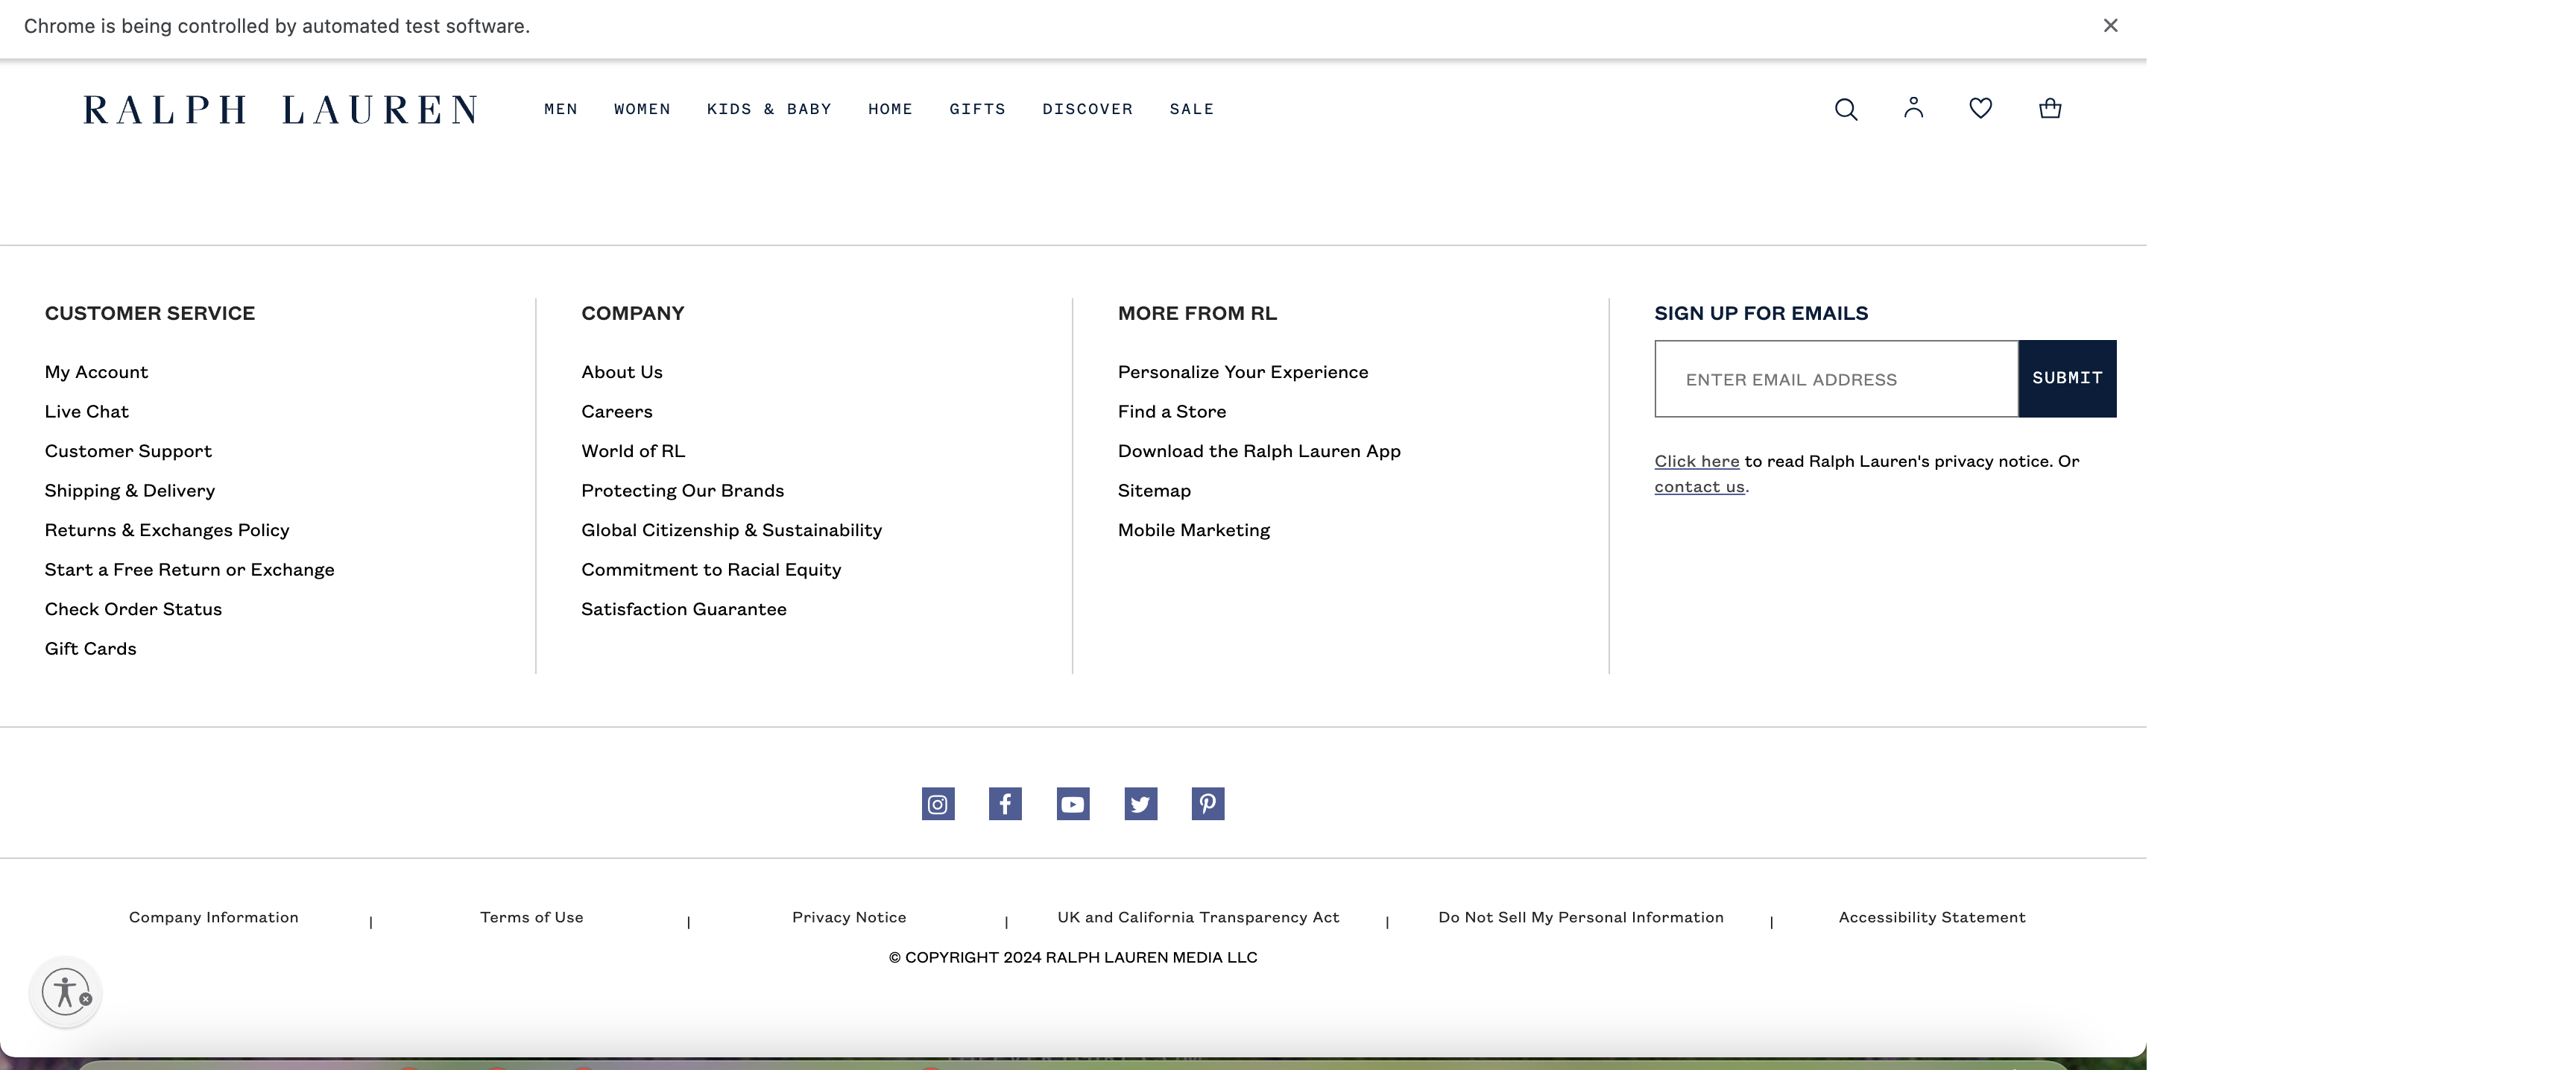 Chrome is being controlled by automated test software.
RALPH LAUREN MEN WOMEN KIDS & BABY HOME GIFTS DISCOVER SALE
CUSTOMER SERVICE
My Account
Live Chat
Customer Support
Shipping & Delivery
Returns & Exchanges Policy
Start a Free Return or Exchange
Check Order Status
Gift Cards
COMPANY
About Us
Careers
World of RL
Protecting Our Brands
Global Citizenship & Sustainability
Commitment to Racial Equity
Satisfaction Guarantee
MORE FROM RL
Personalize Your Experience
Find a Store
Download the Ralph Lauren App
Sitemap
Mobile Marketing
SIGN UP FOR EMAILS
ENTER EMAIL ADDRESS SUBMIT
Click here to read Ralph Lauren's privacy notice. Or
contact us.
Company Information | Terms of Use | Privacy Notice | UK and California Transparency Act | Do Not Sell My Personal Information | Accessibility Statement
© COPYRIGHT 2024 RALPH LAUREN MEDIA LLC